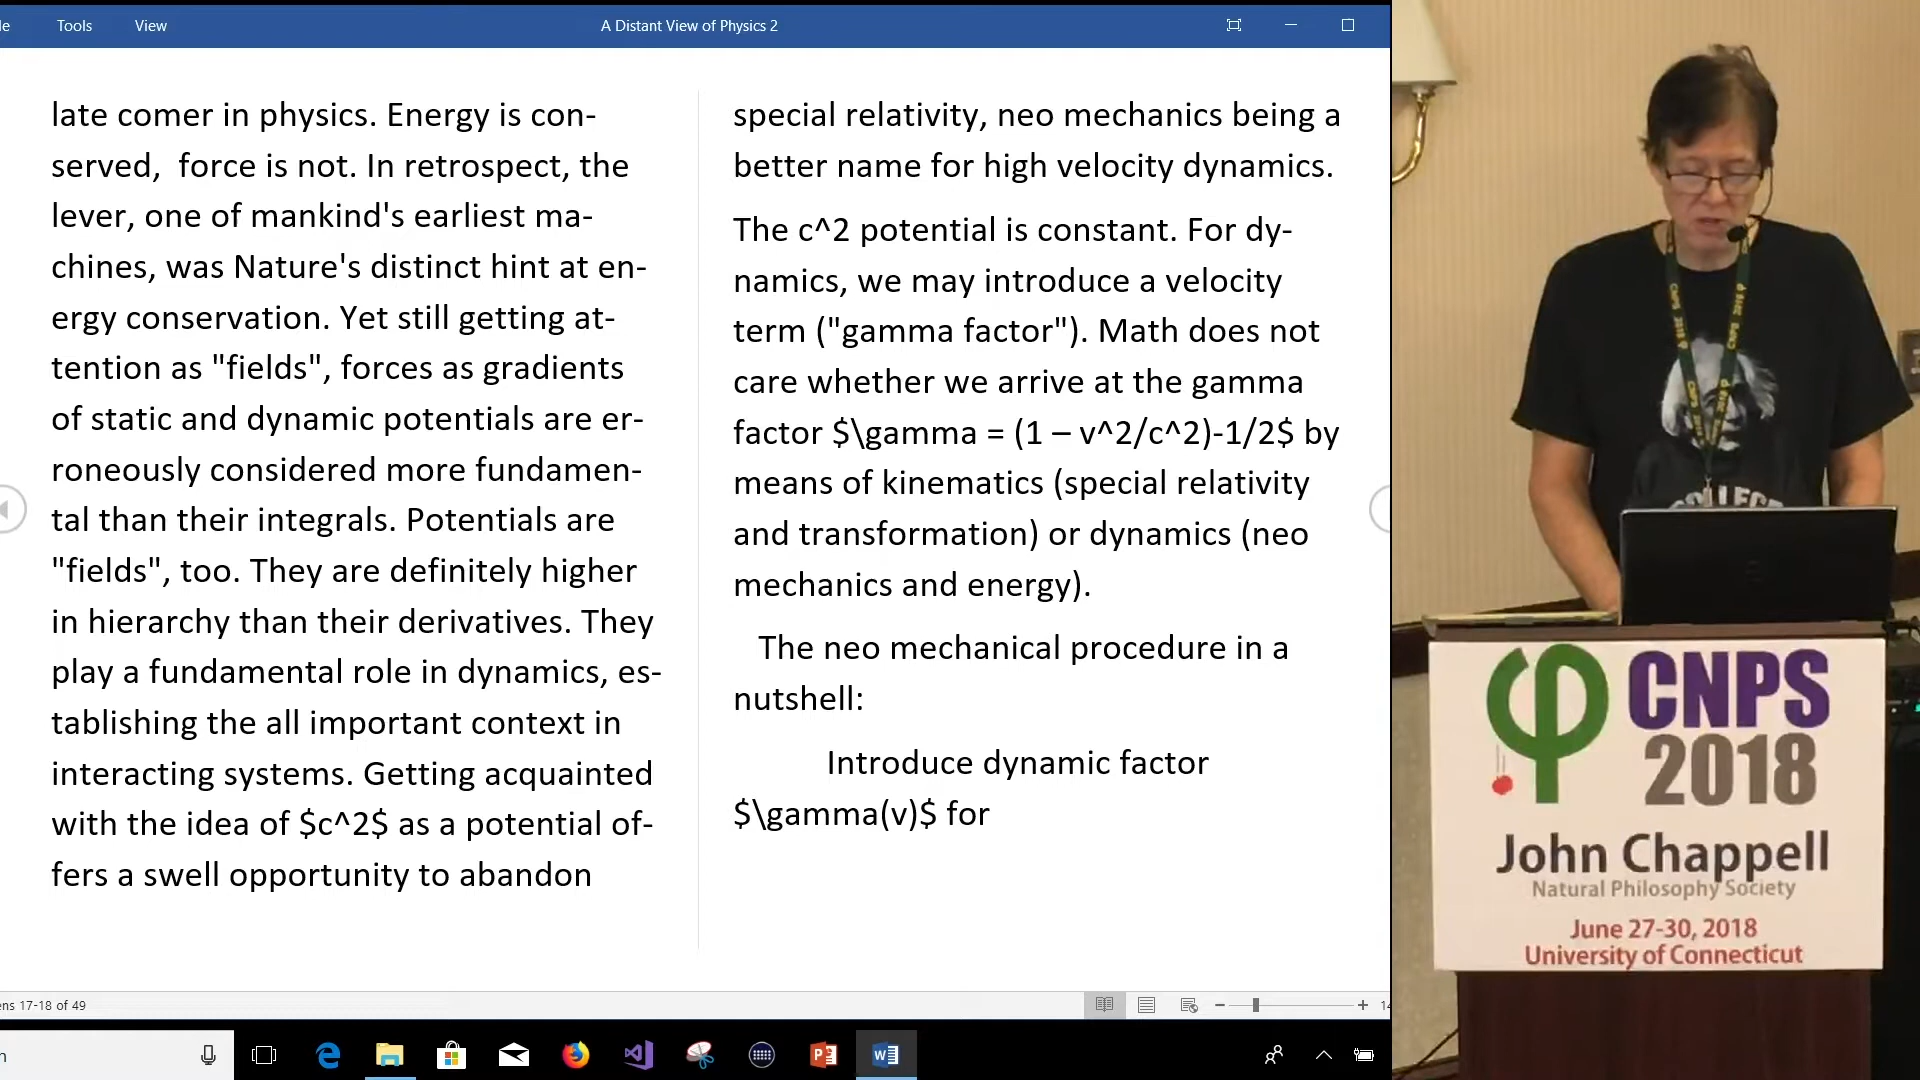 Tools
View
A Distant View of Physics 2
late comer in physics. Energy is con-
served, force is not. In retrospect, the
lever, one of mankind's earliest ma-
chines, was Nature's distinct hint at en-
ergy conservation. Yet still getting at-
tention as "fields", forces as gradients
of static and dynamic potentials are er-
roneously considered more fundamen-
tal than their integrals. Potentials are
"fields", too. They are definitely higher
in hierarchy than their derivatives. They
play a fundamental role in dynamics, es-
tablishing the all important context in
interacting systems. Getting acquainted
with the idea of $c^2$ as a potential of-
fers a swell opportunity to abandon
special relativity, neo mechanics being a
better name for high velocity dynamics.
The c^2 potential is constant. For dy-
namics, we may introduce a velocity
term ("gamma factor"). Math does not
care whether we arrive at the gamma
factor $\gamma = (1 – v^2/c^2)-1/2$ by
means of kinematics (special relativity
and transformation) or dynamics (neo
mechanics and energy).
The neo mechanical procedure in a
nutshell:
Introduce dynamic factor
$\gamma(v)$ for
17-18 of 49
CNPS
2018
John Chappell
Natural Philosophy Society
June 27-30, 2018
University of Connecticut